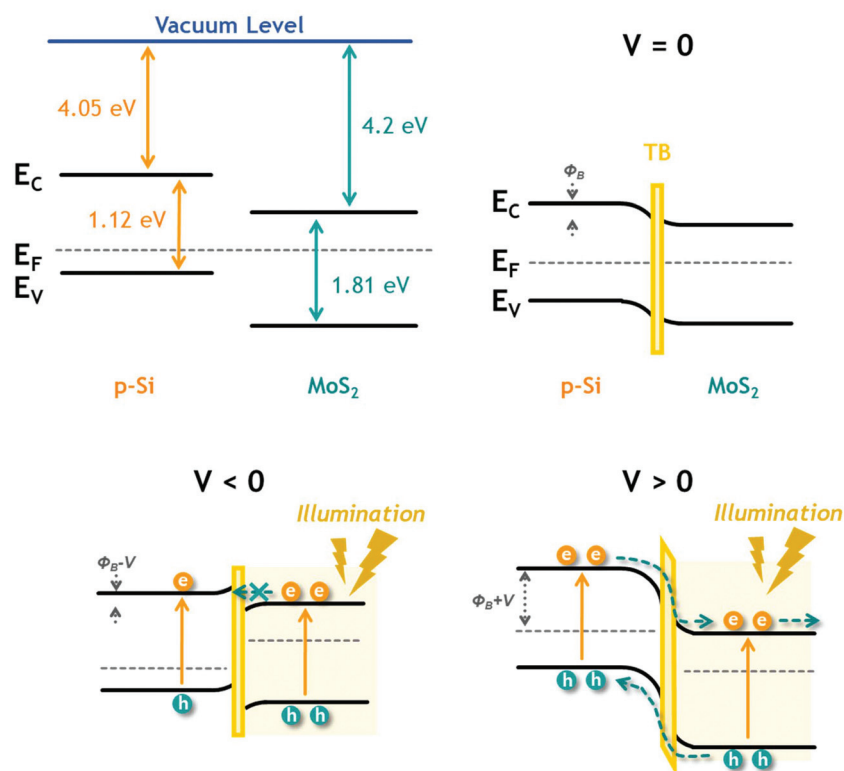 Vacuum Level
4.05 eV
4.2 eV
E_C
1.12 eV
E_F
E_V
1.81 eV
p-Si
MoS₂
V = 0
TB
Φ_B
E_C
E_F
E_V
p-Si
MoS₂
V < 0
Illumination
Φ_B-V
e
e e
h
h h
V > 0
Illumination
e e
Φ_B+V
e e
h h
h h